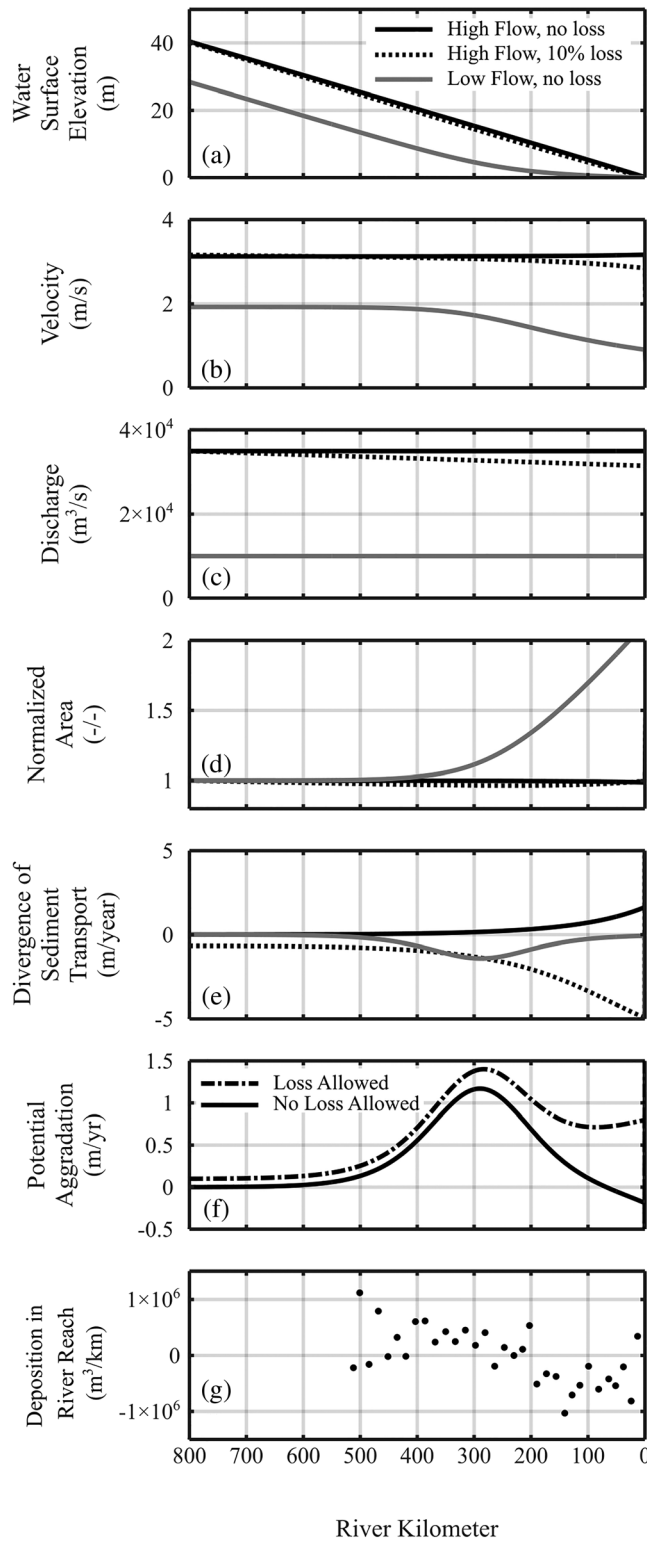 Water
Surface
Elevation
(m)
40
20
0
High Flow, no loss
High Flow, 10% loss
Low Flow, no loss
(a)
Velocity
(m/s)
4
2
0
(b)
Discharge
(m³/s)
4×10⁴
2×10⁴
0
(c)
Normalized
Area
(-/-)
2
1.5
1
(d)
Divergence of
Sediment
Transport
(m/year)
5
0
-5
(e)
Potential
Aggradation
(m/yr)
1.5
1
0.5
0
-0.5
Loss Allowed
No Loss Allowed
(f)
Deposition in
River Reach
(m³/km)
1×10⁶
0
-1×10⁶
(g)
800 700 600 500 400 300 200 100 0
River Kilometer